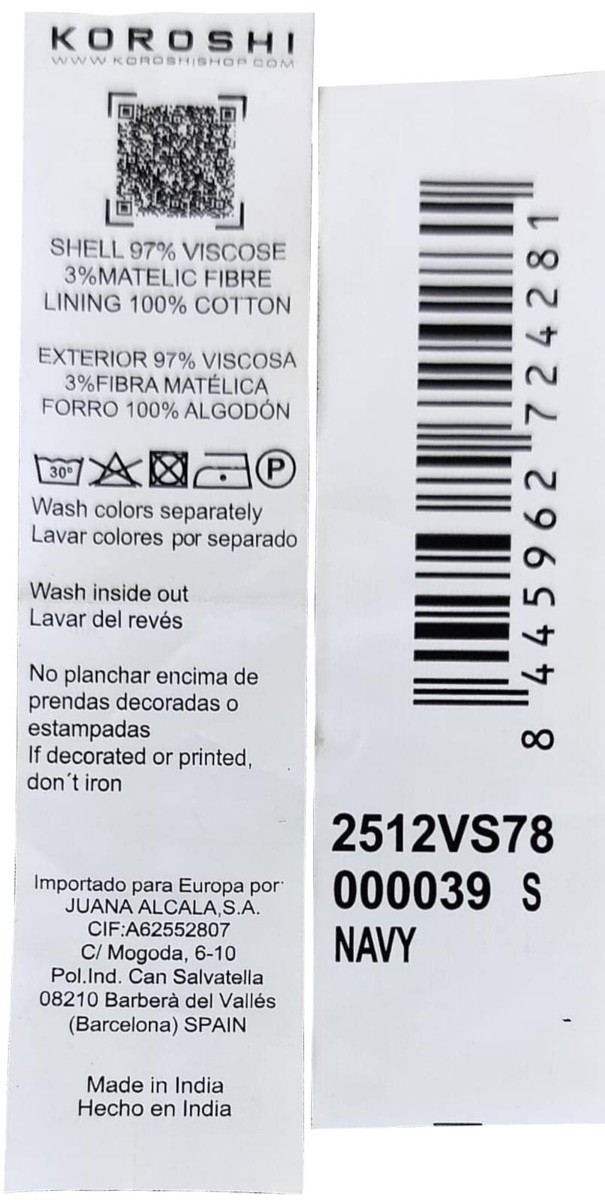 KOROSHI
WWW.KOROSHISHOP.COM
SHELL 97% VISCOSE
3%MATELIC FIBRE
LINING 100% COTTON
EXTERIOR 97% VISCOSA
3%FIBRA MATÉLICA
FORRO 100% ALGODÓN
30° P
Wash colors separately
Lavar colores por separado
Wash inside out
Lavar del revés
No planchar encima de
prendas decoradas o
estampadas
If decorated or printed,
don´t iron
Importado para Europa por:
JUANA ALCALA,S.A.
CIF:A62552807
C/ Mogoda, 6-10
Pol.Ind. Can Salvatella
08210 Barberà del Vallés
(Barcelona) SPAIN
Made in India
Hecho en India
8 445962 724281
2512VS78
000039 S
NAVY